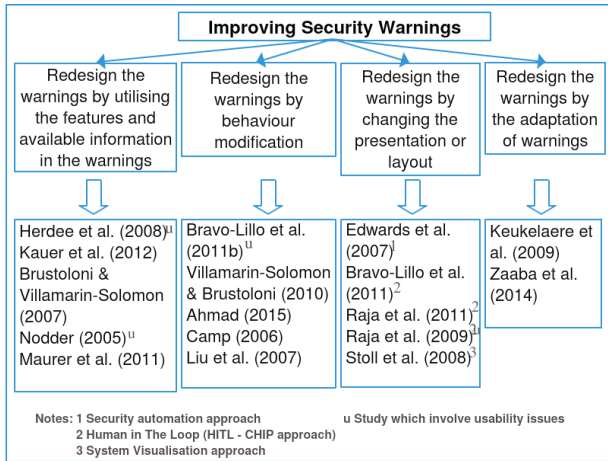 Improving Security Warnings
Redesign the
warnings by utilising
the features and
available information
in the warnings
Redesign the
warnings by
behaviour
modification
Redesign the
warnings by
changing the
presentation or
layout
Redesign the
warnings by
the adaptation
of warnings
Herdee et al. (2008)u
Kauer et al. (2012)
Brustoloni &
Villamarin-Solomon
(2007)
Nodder (2005)u
Maurer et al. (2011)
Bravo-Lillo et al.
(2011b)u
Villamarin-Solomon
& Brustoloni (2010)
Ahmad (2015)
Camp (2006)
Liu et al. (2007)
Edwards et al.
(2007)1
Bravo-Lillo et al.
(2011)2
Raja et al. (2011)2
Raja et al. (2009)
Stoll et al. (2008)3
Keukelaere et
al. (2009)
Zaaba et al.
(2014)
Notes: 1 Security automation approach
u Study which involve usability issues
2 Human in The Loop (HITL - CHIP approach)
3 System Visualisation approach